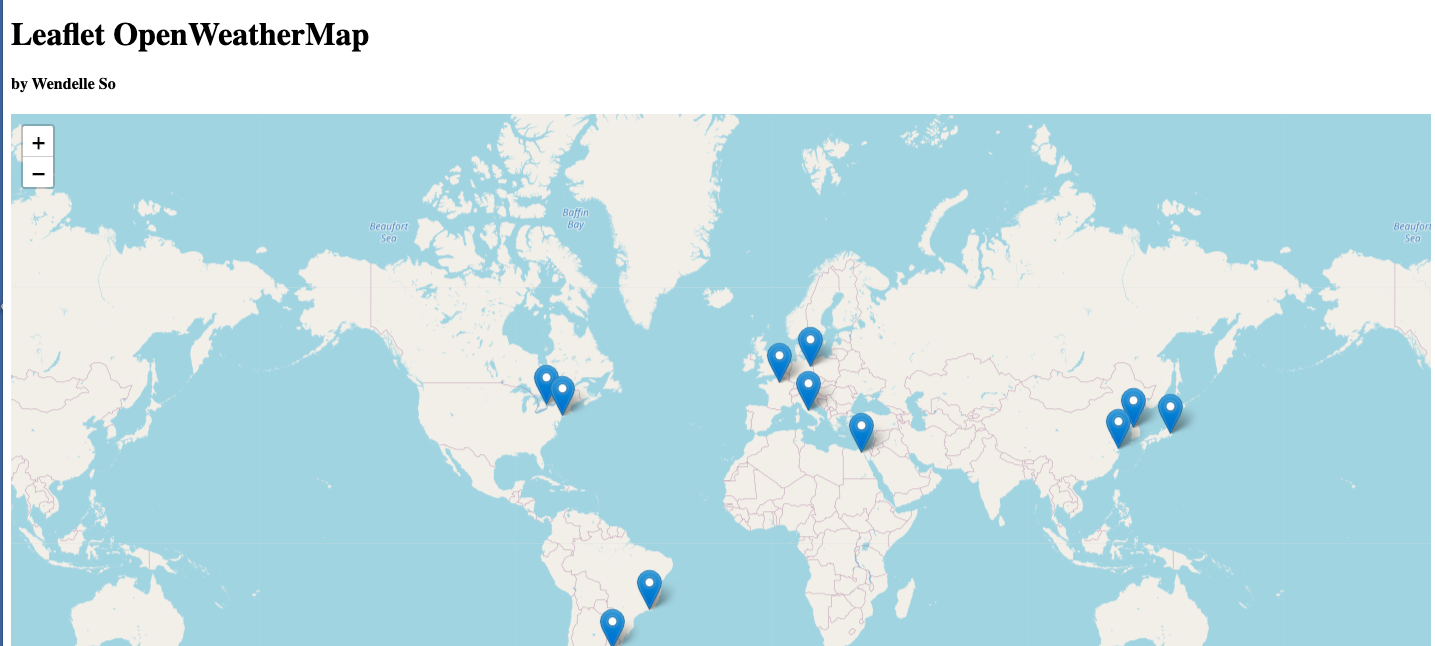 Leaflet OpenWeatherMap
by Wendelle So
+
−
Baffin
Bay
Beaufort
Sea
Beaufort
Sea